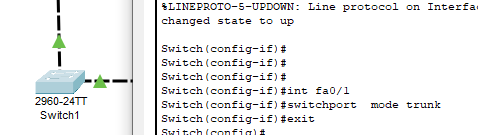 %LINEPROTO-5-UPDOWN: Line protocol on Interfa
changed state to up
Switch(config-if)#
Switch(config-if)#
Switch(config-if)#
Switch(config-if)#int fa0/1
Switch(config-if)#switchport  mode trunk
Switch(config-if)#exit
Switch(config)#
2960-24TT
Switch1